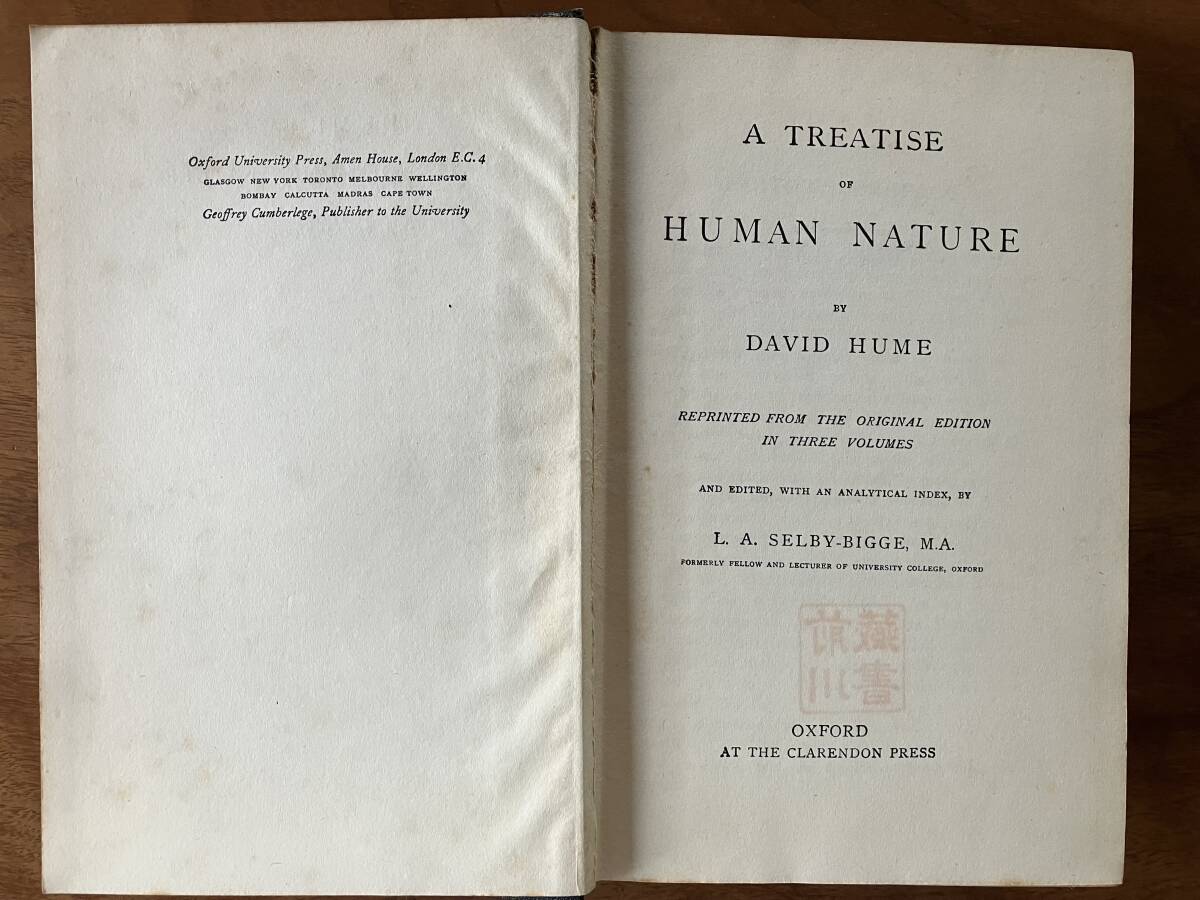 Oxford University Press, Amen House, London E.C. 4
GLASGOW NEW YORK TORONTO MELBOURNE WELLINGTON
BOMBAY CALCUTTA MADRAS CAPE TOWN
Geoffrey Cumberlege, Publisher to the University
A TREATISE
OF
HUMAN NATURE
BY
DAVID HUME
REPRINTED FROM THE ORIGINAL EDITION
IN THREE VOLUMES
AND EDITED, WITH AN ANALYTICAL INDEX, BY
L. A. SELBY-BIGGE, M.A.
FORMERLY FELLOW AND LECTURER OF UNIVERSITY COLLEGE, OXFORD
前川
藏書
OXFORD
AT THE CLARENDON PRESS